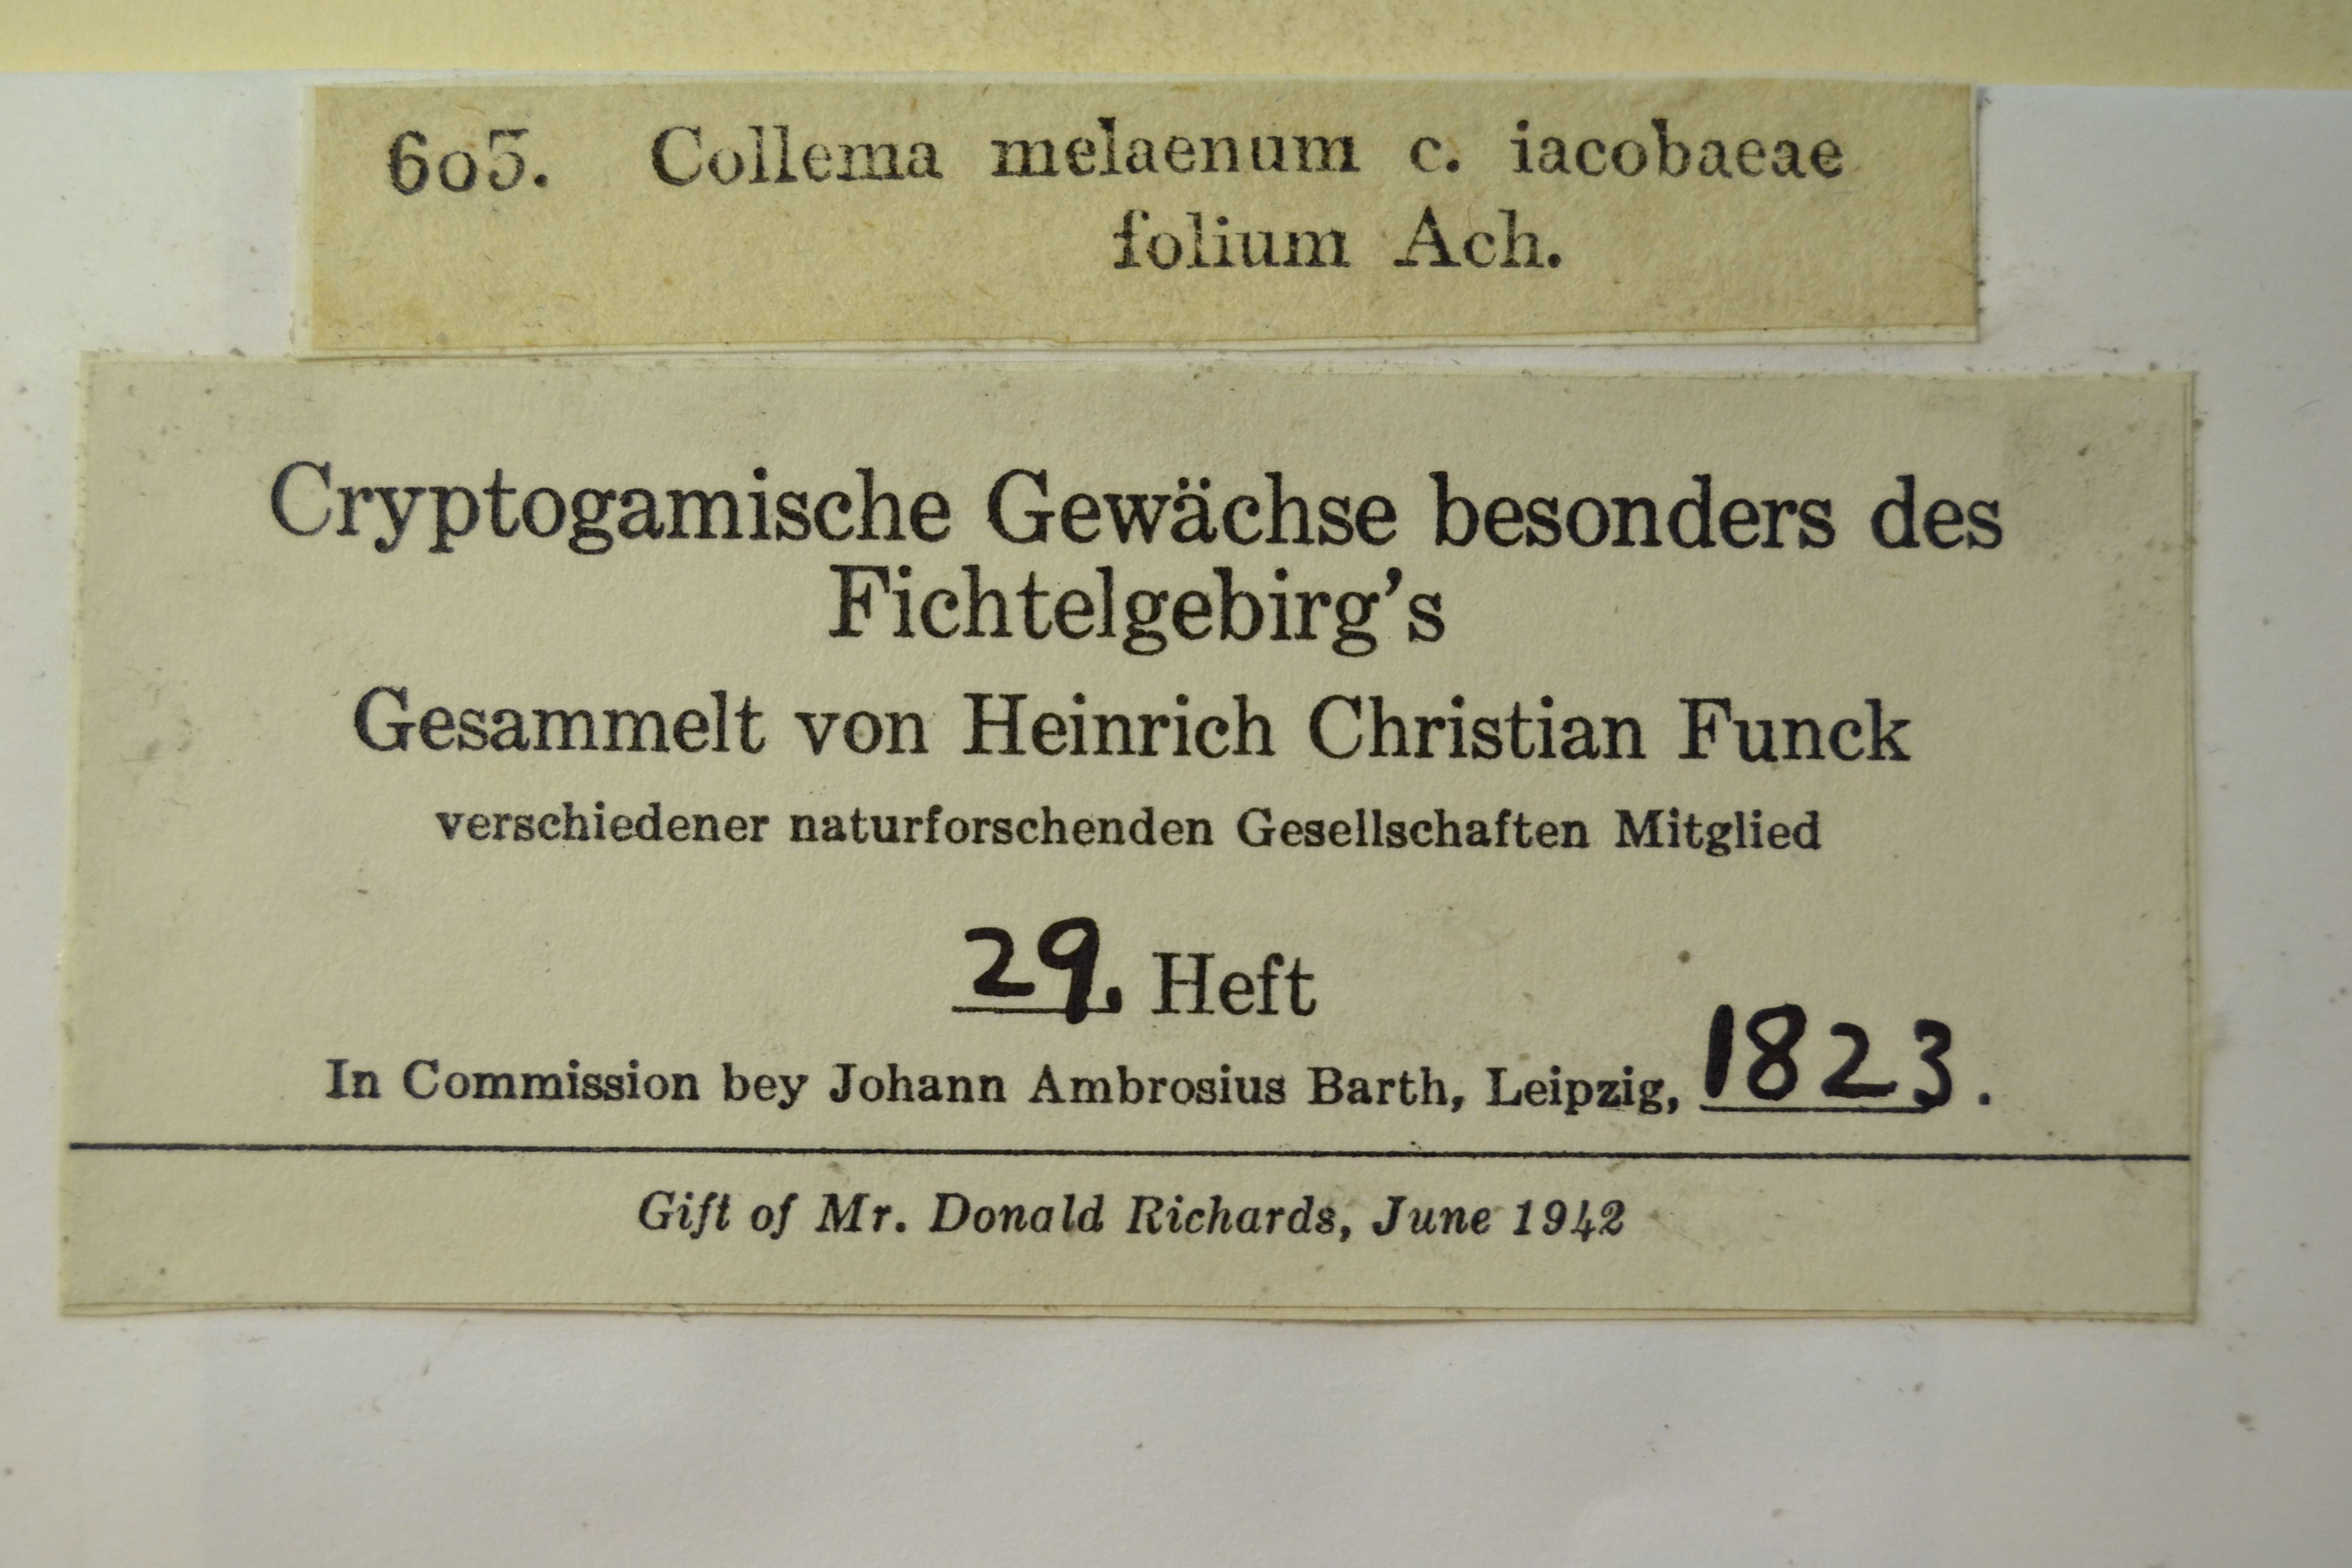 603. Collema melaenum c. iacobaeae
folium Ach.
Cryptogamische Gewächse besonders des
Fichtelgebirg's
Gesammelt von Heinrich Christian Funck
verschiedener naturforschenden Gesellschaften Mitglied
29. Heft
In Commission bey Johann Ambrosius Barth, Leipzig, 1823.
Gift of Mr. Donald Richards, June 1942